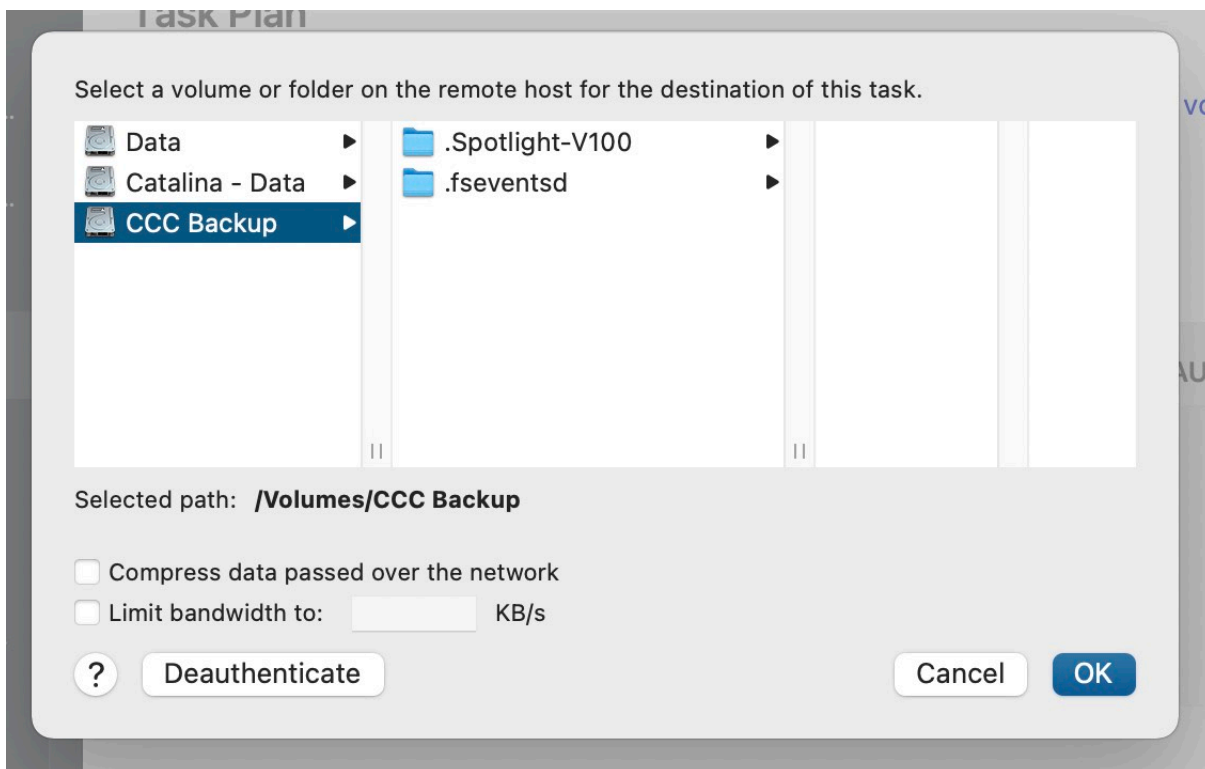 Task Plan
Select a volume or folder on the remote host for the destination of this task.
Data
Catalina - Data
CCC Backup
.Spotlight-V100
.fseventsd
Selected path: /Volumes/CCC Backup
Compress data passed over the network
Limit bandwidth to: KB/s
? Deauthenticate Cancel OK